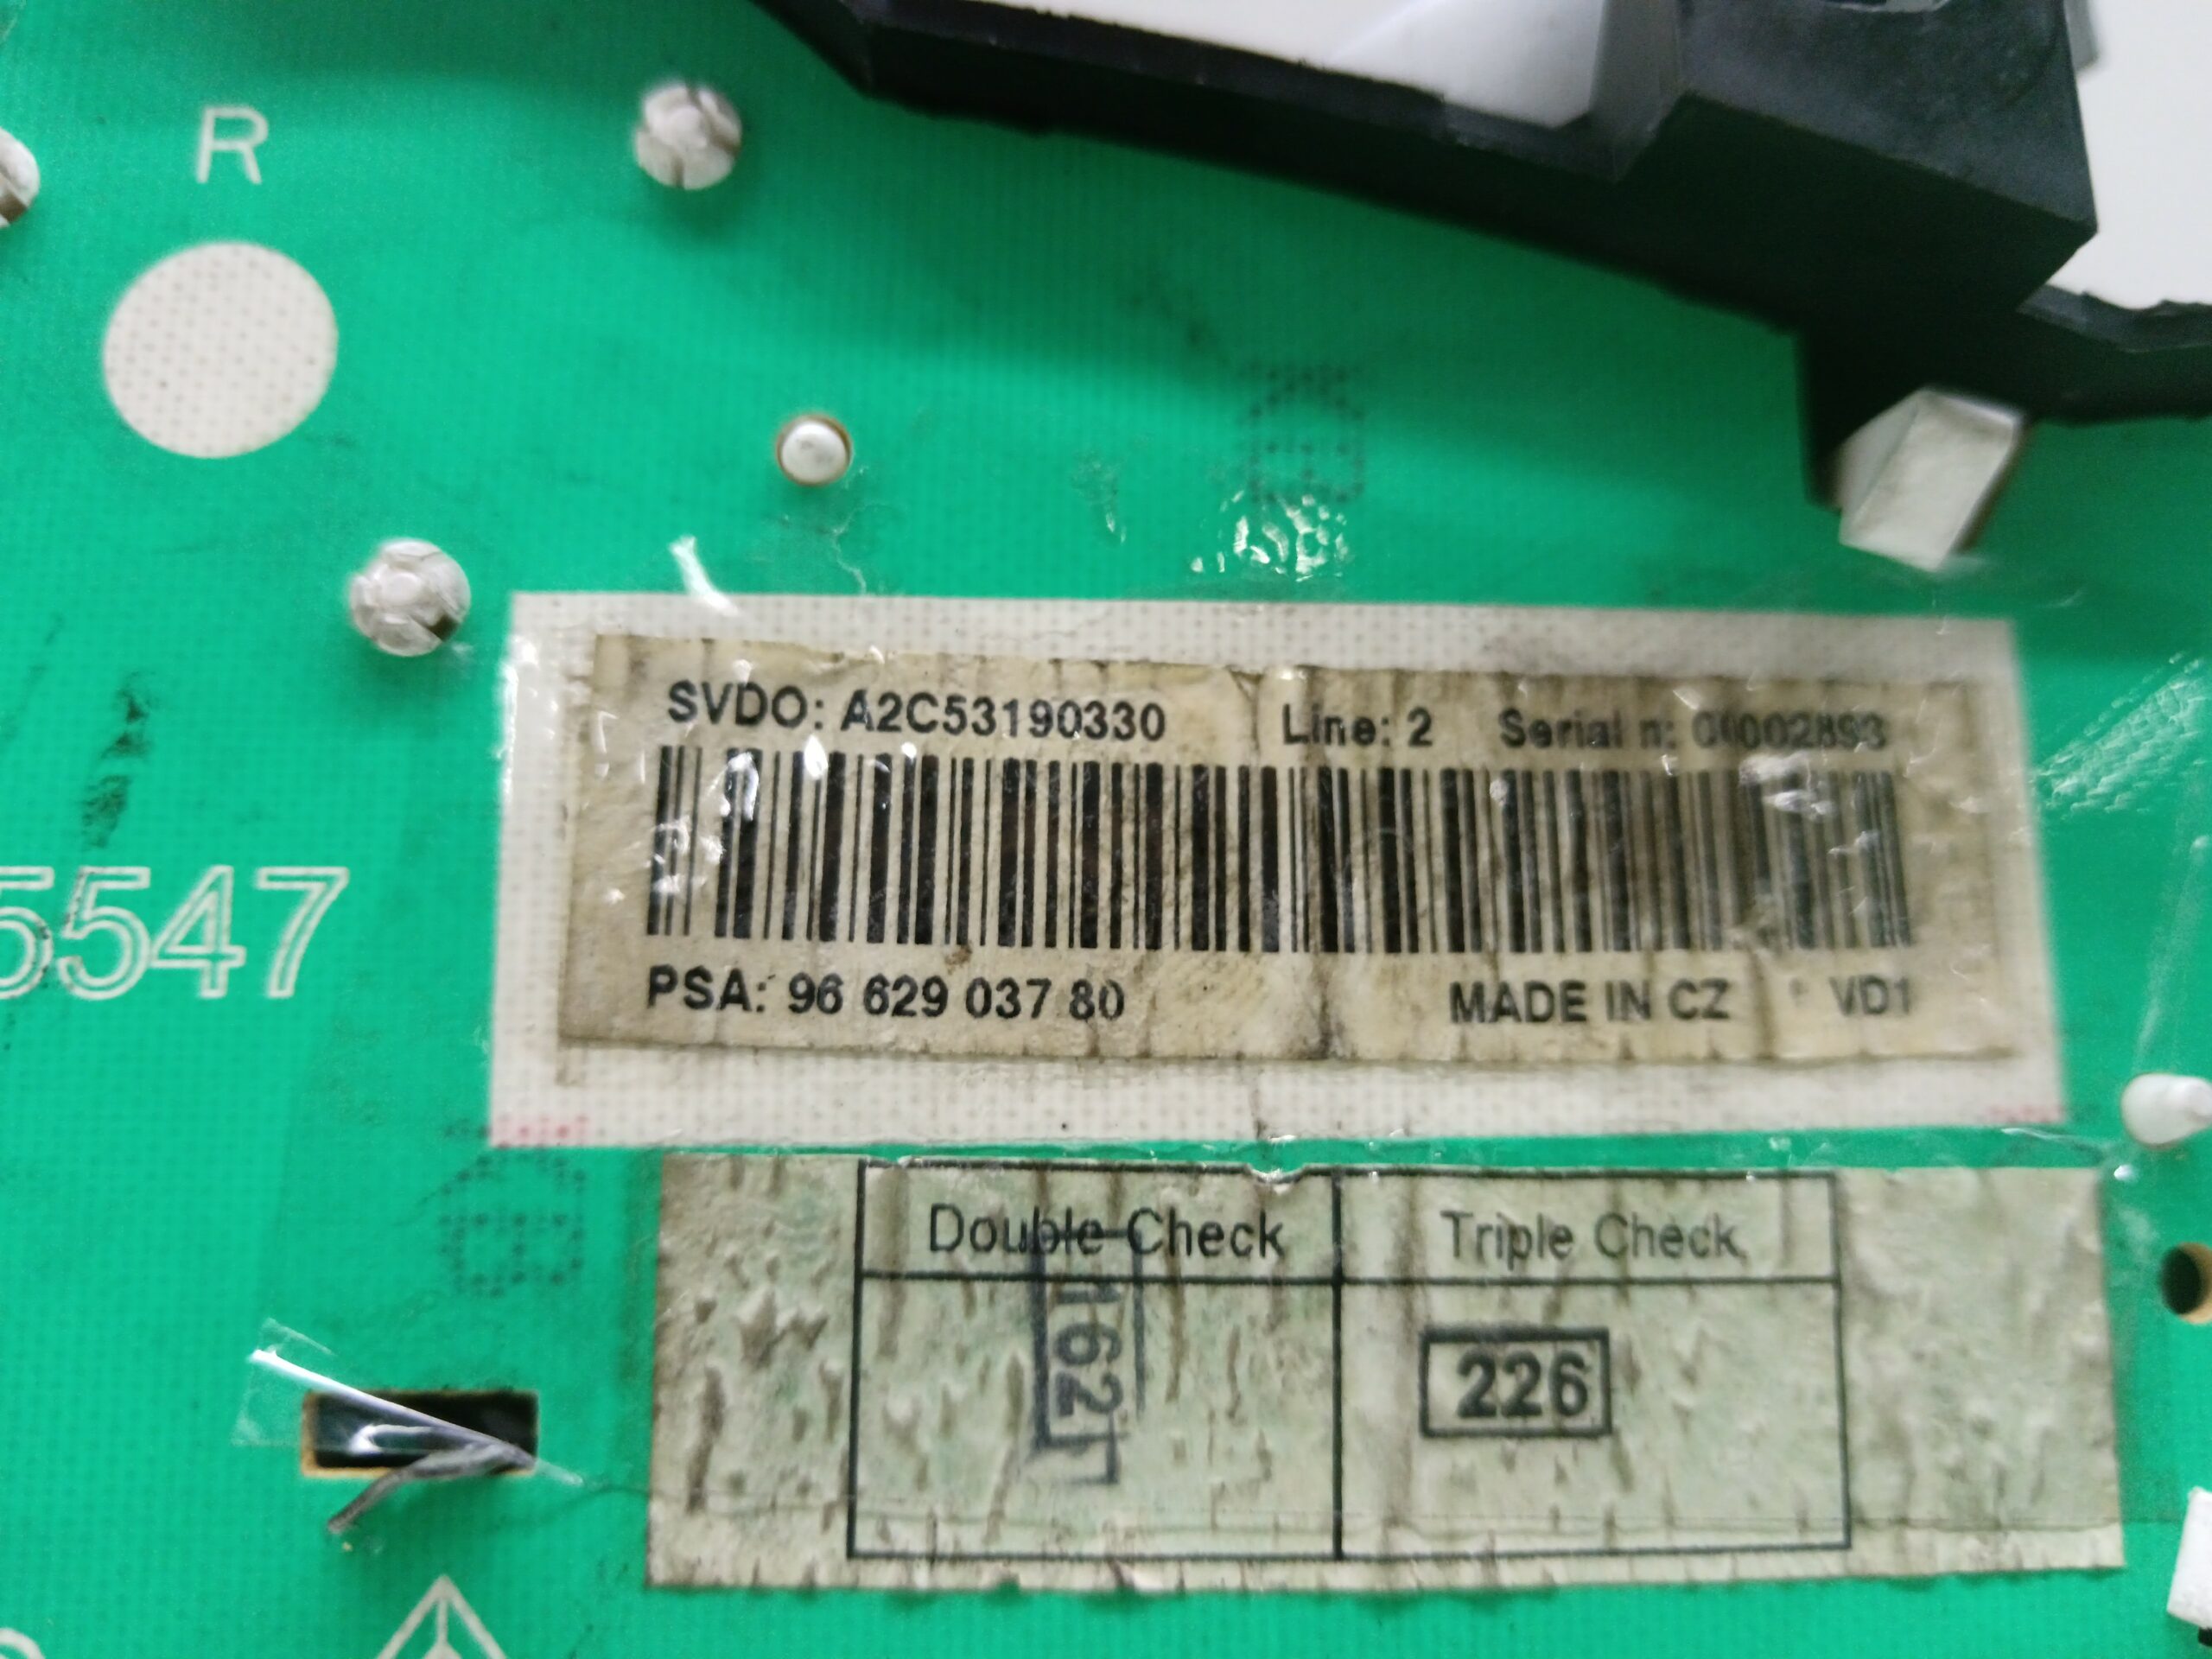 R
SVDO: A2C53190330 Line: 2 Serial n:
5547
PSA: 96 629 037 80 MADE IN CZ VD1
Double Check Triple Check
162
226